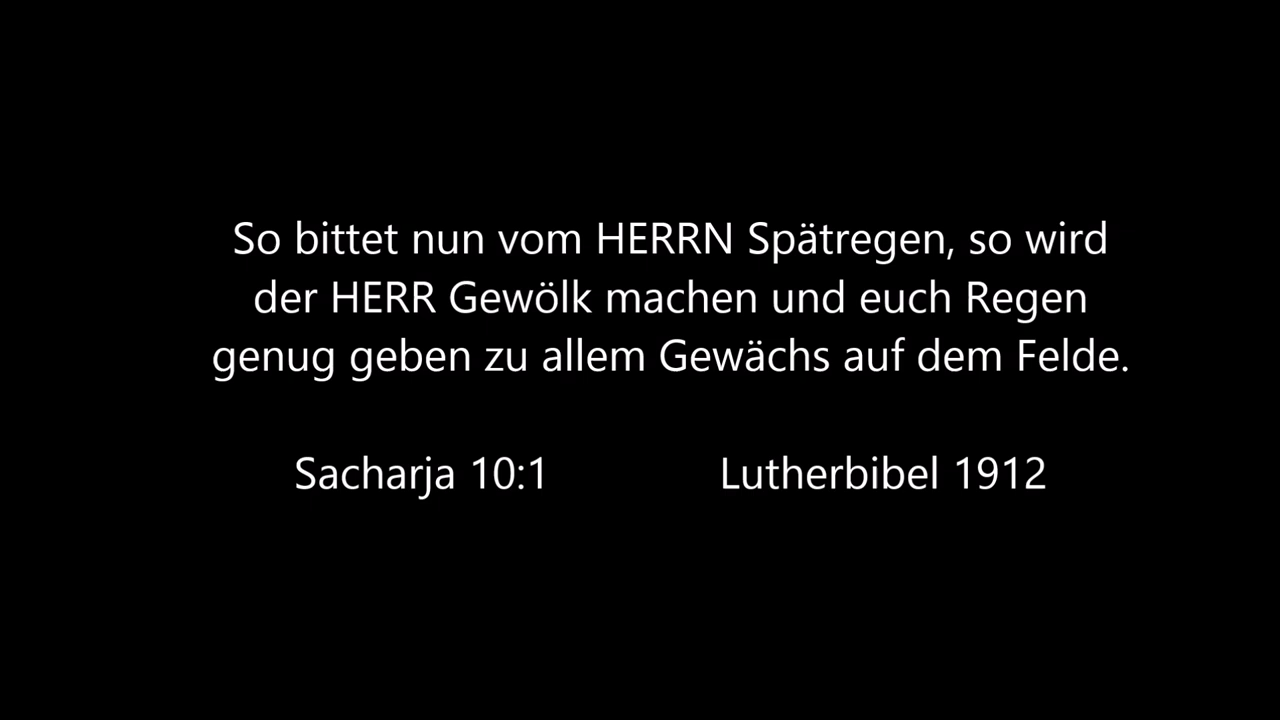 So bittet nun vom HERRN Spätregen, so wird
der HERR Gewölk machen und euch Regen
genug geben zu allem Gewächs auf dem Felde.
Sacharja 10:1 Lutherbibel 1912